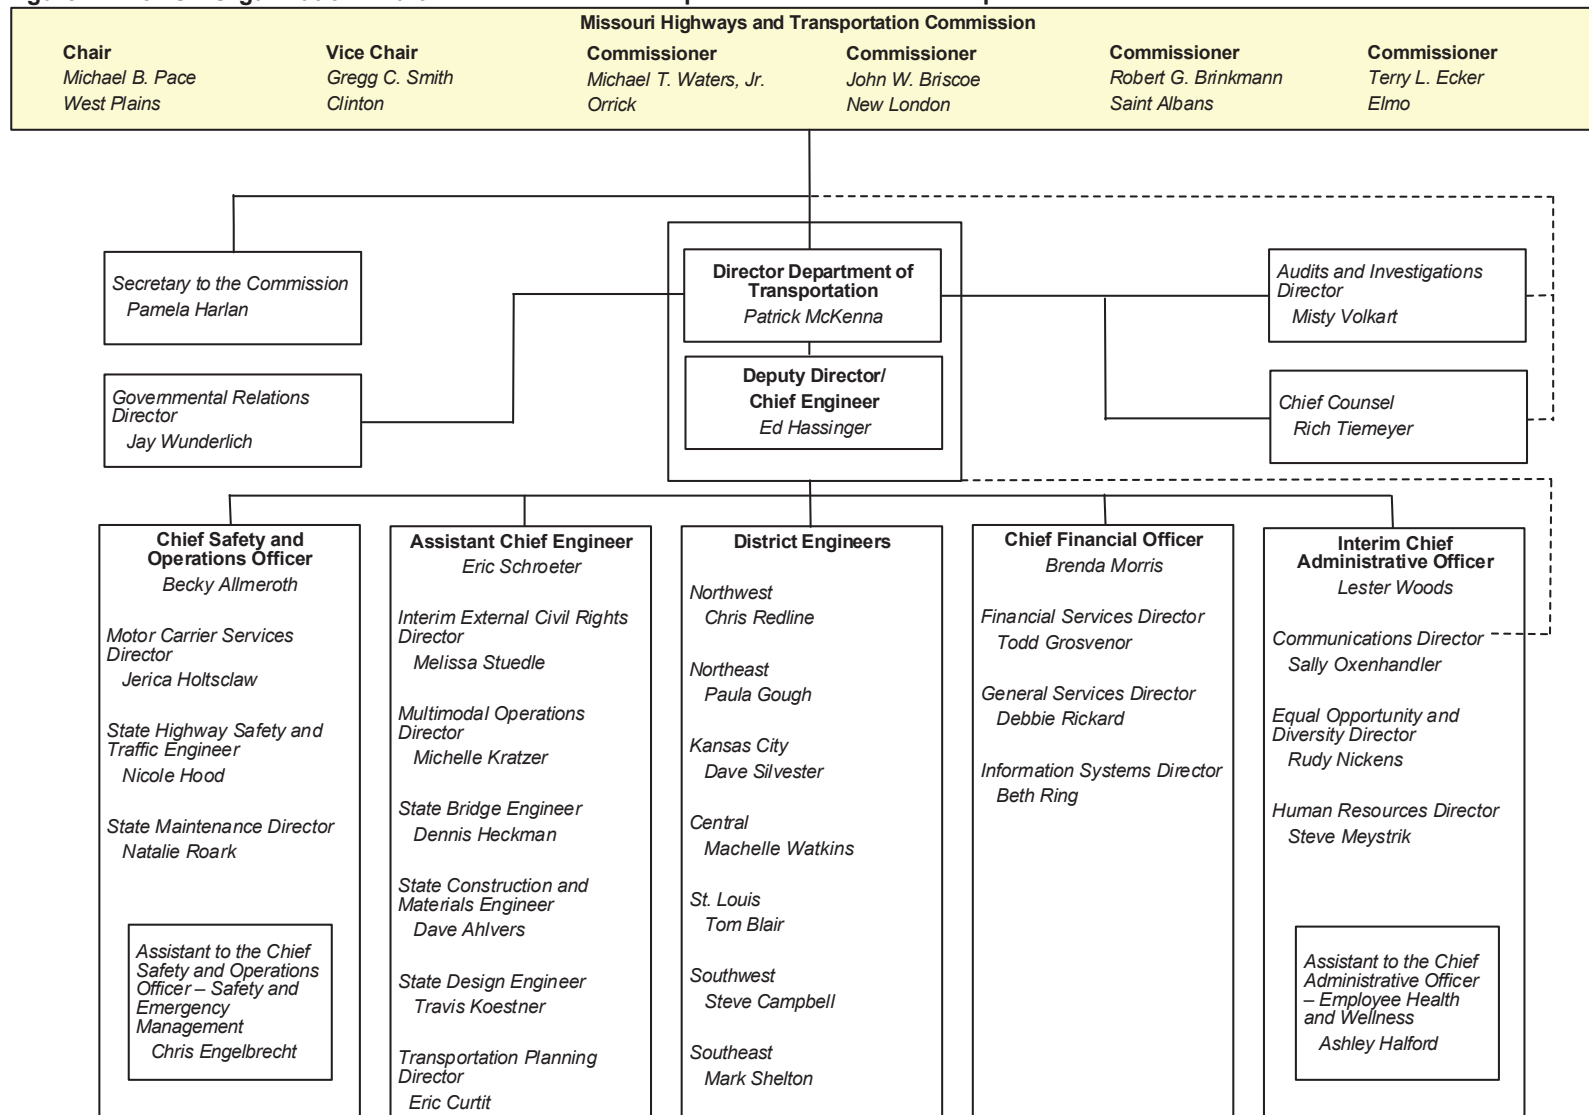 Missouri Highways and Transportation Commission
Chair
Michael B. Pace
West Plains
Vice Chair
Gregg C. Smith
Clinton
Commissioner
Michael T. Waters, Jr.
Orrick
Commissioner
John W. Briscoe
New London
Commissioner
Robert G. Brinkmann
Saint Albans
Commissioner
Terry L. Ecker
Elmo
Secretary to the Commission
Pamela Harlan
Director Department of
Transportation
Patrick McKenna
Audits and Investigations
Director
Misty Volkart
Governmental Relations
Director
Jay Wunderlich
Deputy Director/
Chief Engineer
Ed Hassinger
Chief Counsel
Rich Tiemeyer
Chief Safety and
Operations Officer
Becky Allmeroth
Motor Carrier Services
Director
Jerica Holtsclaw
State Highway Safety and
Traffic Engineer
Nicole Hood
State Maintenance Director
Natalie Roark
Assistant to the Chief
Safety and Operations
Officer – Safety and
Emergency
Management
Chris Engelbrecht
Assistant Chief Engineer
Eric Schroeter
Interim External Civil Rights
Director
Melissa Stuedle
Multimodal Operations
Director
Michelle Kratzer
State Bridge Engineer
Dennis Heckman
State Construction and
Materials Engineer
Dave Ahlvers
State Design Engineer
Travis Koestner
Transportation Planning
Director
Eric Curtit
District Engineers
Northwest
Chris Redline
Northeast
Paula Gough
Kansas City
Dave Silvester
Central
Machelle Watkins
St. Louis
Tom Blair
Southwest
Steve Campbell
Southeast
Mark Shelton
Chief Financial Officer
Brenda Morris
Financial Services Director
Todd Grosvenor
General Services Director
Debbie Rickard
Information Systems Director
Beth Ring
Interim Chief
Administrative Officer
Lester Woods
Communications Director
Sally Oxenhandler
Equal Opportunity and
Diversity Director
Rudy Nickens
Human Resources Director
Steve Meystrik
Assistant to the Chief
Administrative Officer
– Employee Health
and Wellness
Ashley Halford